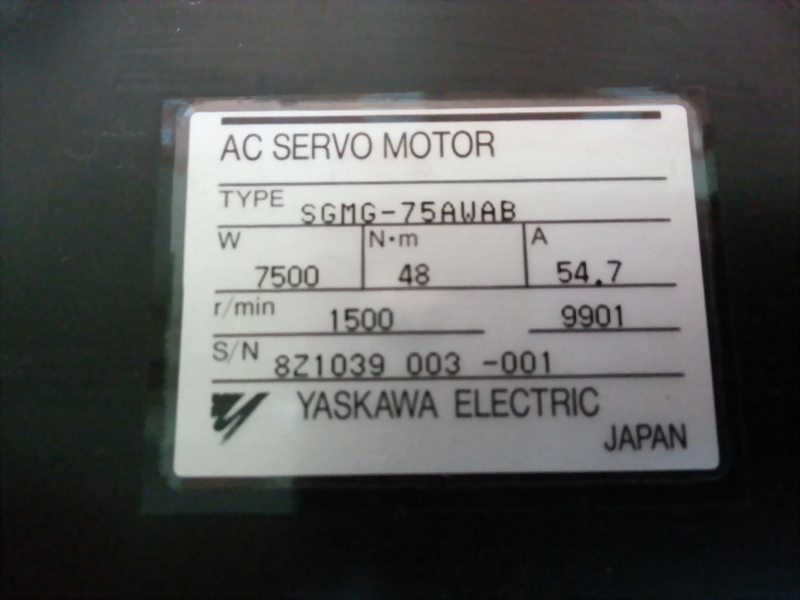 AC SERVO MOTOR
TYPE SGMG-75AWAB
W N·m A
7500 48 54.7
r/min 1500 9901
S/N 8Z1039 003 -001
YASKAWA ELECTRIC
JAPAN